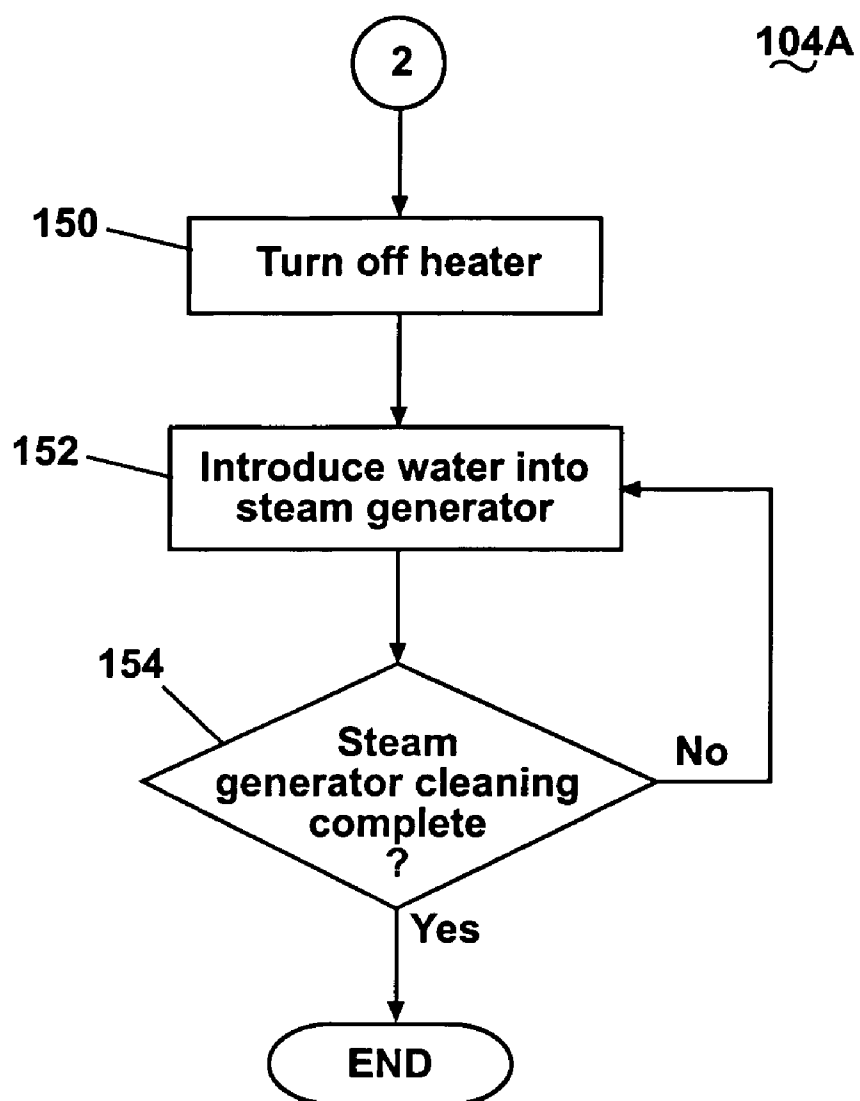 104A
2
150
Turn off heater
152
Introduce water into
steam generator
154
Steam
generator cleaning
complete
?
No
Yes
END